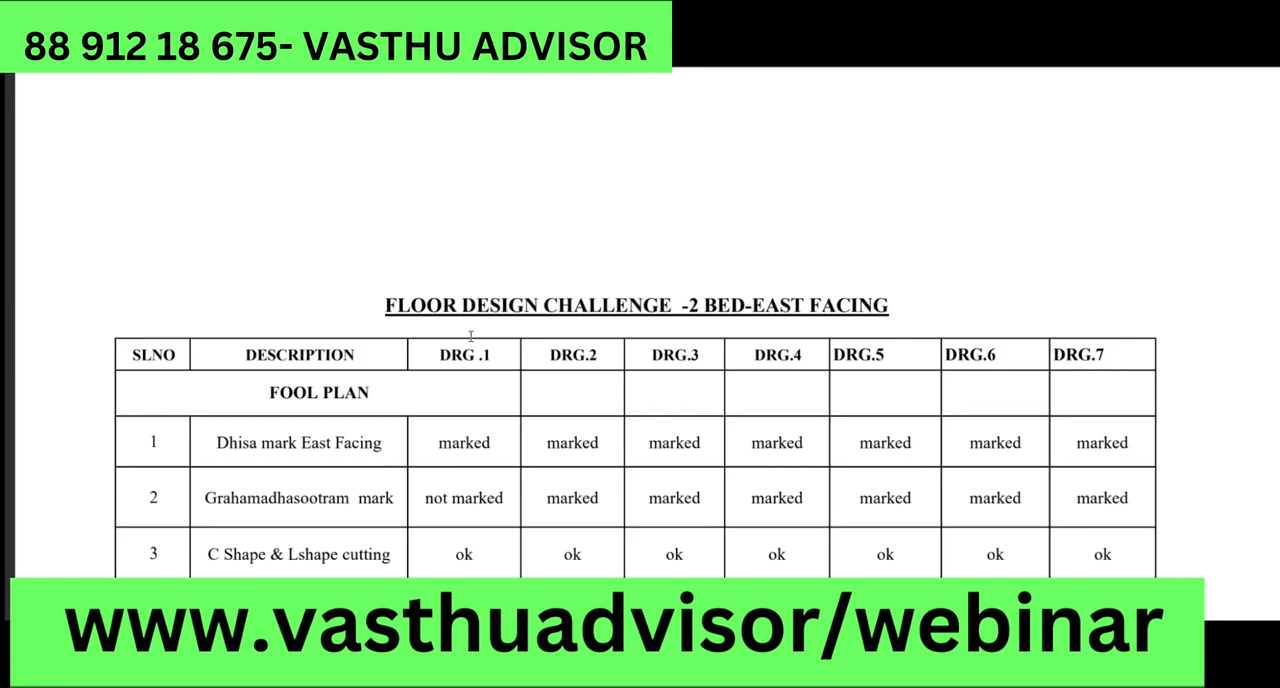 88 912 18 675- VASTHU ADVISOR
FLOOR DESIGN CHALLENGE -2 BED-EAST FACING
SLNO DESCRIPTION DRG .1 DRG.2 DRG.3 DRG.4 DRG.5 DRG.6 DRG.7
FOOL PLAN
1 Dhisa mark East Facing marked marked marked marked marked marked marked
2 Grahamadhasootram mark not marked marked marked marked marked marked marked
3 C Shape & Lshape cutting ok ok ok ok ok ok ok
www.vasthuadvisor/webinar